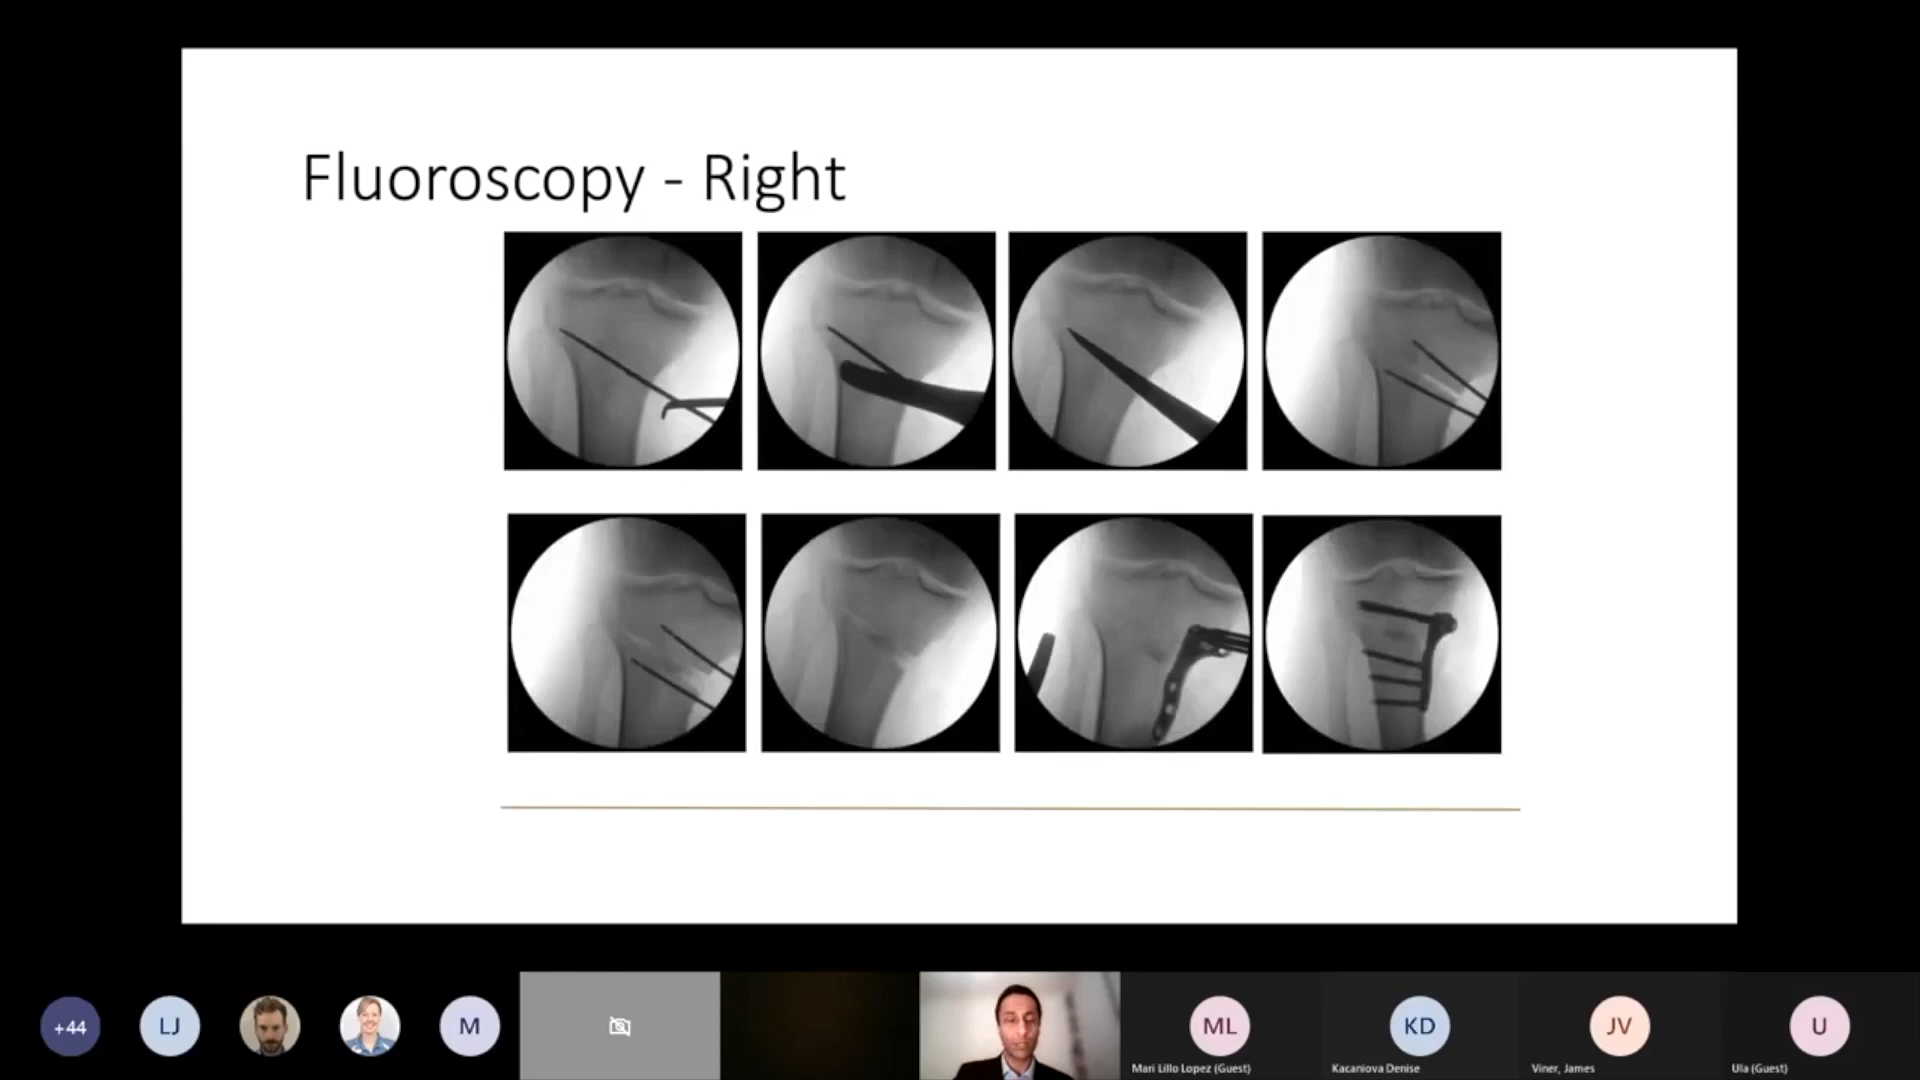 Fluoroscopy - Right
+44
LJ
M
ML
KD
JV
U
Mari Lillo Lopez (Guest)
Kacaniova Denise
Viner, James
Ula (Guest)